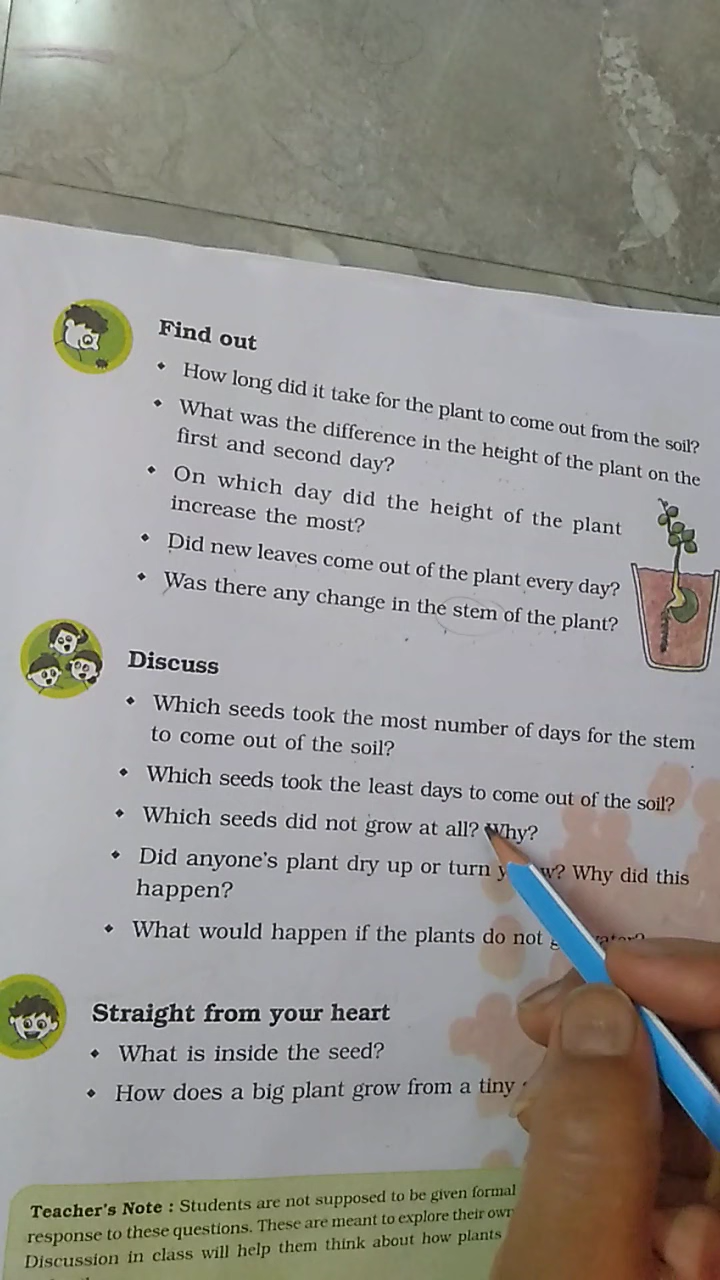 Find out
• How long did it take for the plant to come out from the soil?
• What was the difference in the height of the plant on the
first and second day?
• On which day did the height of the plant
increase the most?
• Did new leaves come out of the plant every day?
• Was there any change in the stem of the plant?
Discuss
• Which seeds took the most number of days for the stem
to come out of the soil?
• Which seeds took the least days to come out of the soil?
• Which seeds did not grow at all? Why?
• Did anyone's plant dry up or turn Why did this
happen?
• What would happen if the plants do not
Straight from your heart
• What is inside the seed?
• How does a big plant grow from a tiny
Teacher's Note : Students are not supposed to be given formal
response to these questions. These are meant to explore their own
Discussion in class will help them think about how plants